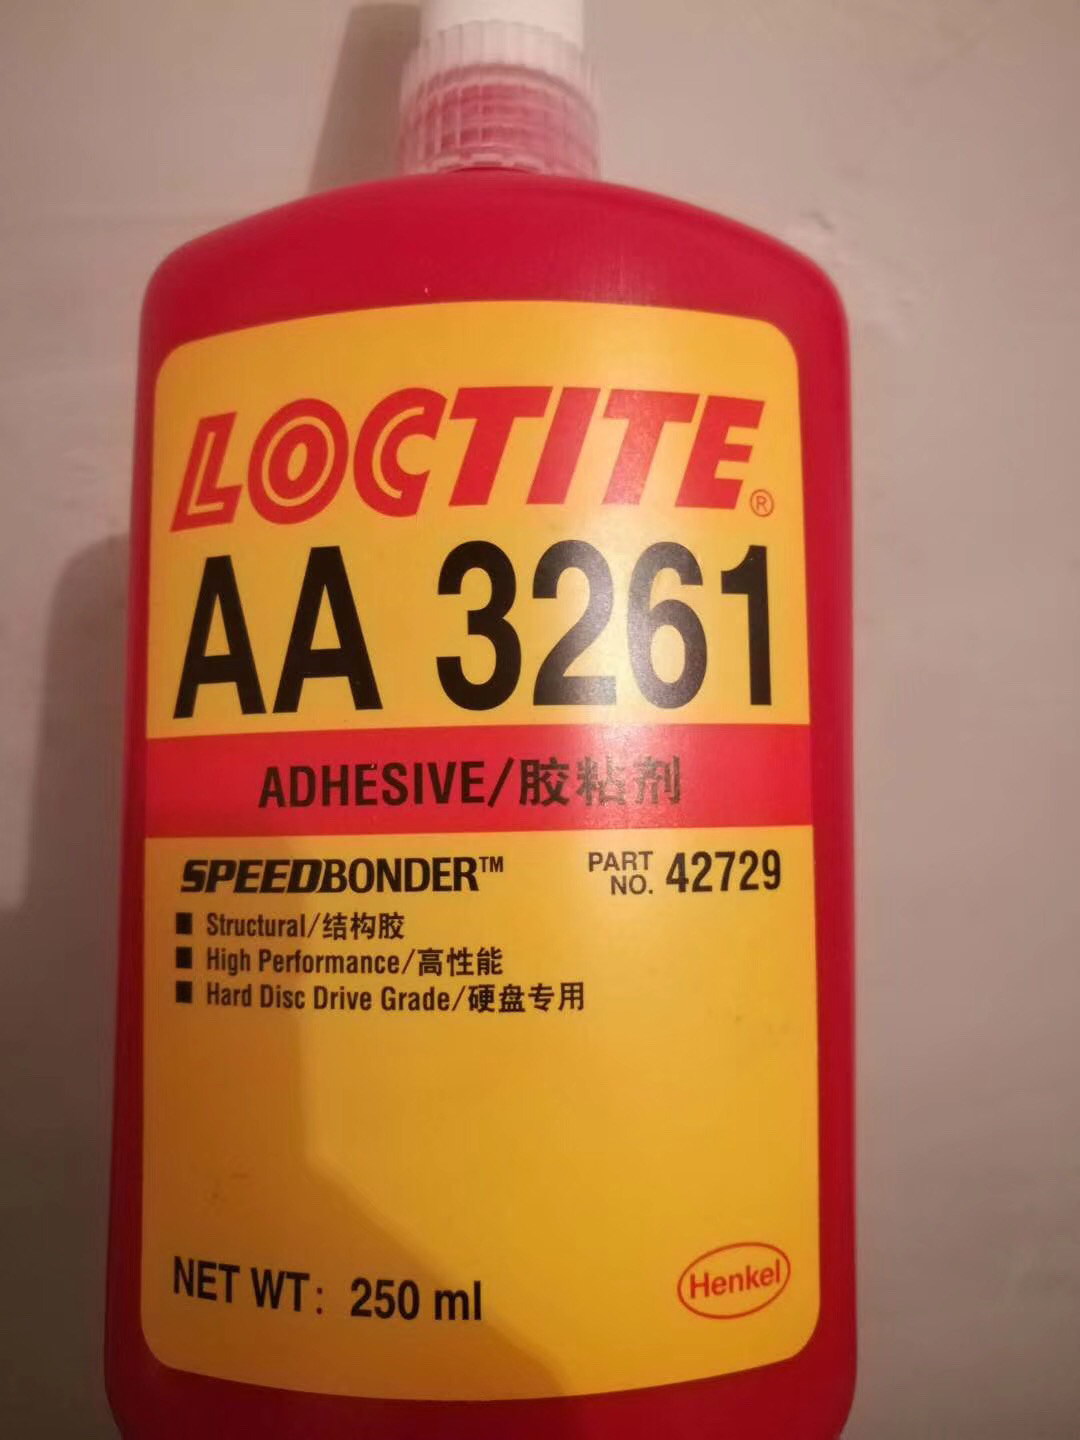 LOCTITE®
AA 3261
ADHESIVE/胶粘剂
SPEEDBONDER™
PART NO. 42729
■ Structural/结构胶
■ High Performance/高性能
■ Hard Disc Drive Grade/硬盘专用
NET WT: 250 ml
Henkel